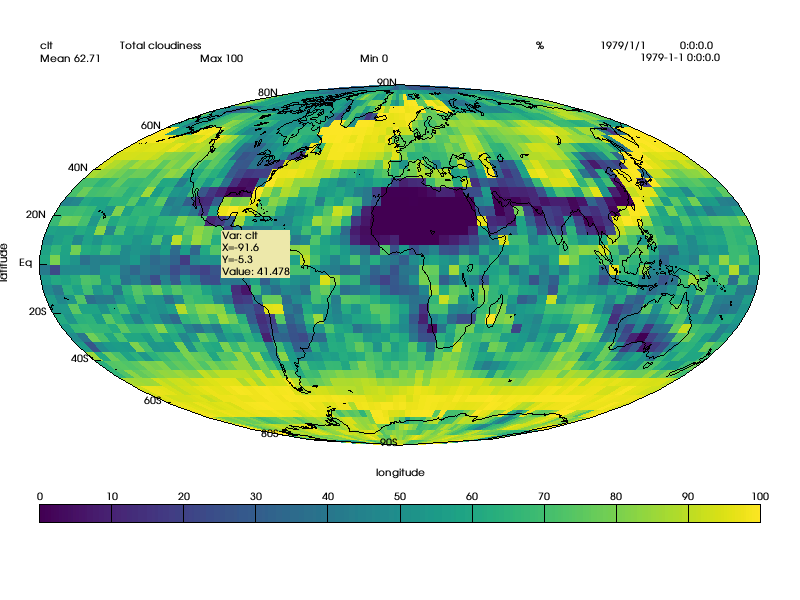 clt Total cloudiness % 1979/1/1 0:0:0.0
Mean 62.71 Max 100 Min 0 1979-1-1 0:0:0.0
90N
80N
60N
40N
20N
Var: clt
X=-91.6
Y=-5.3
Value: 41.478
latitude
Eq
20S
40S
60S
80S
90S
longitude
0 10 20 30 40 50 60 70 80 90 100